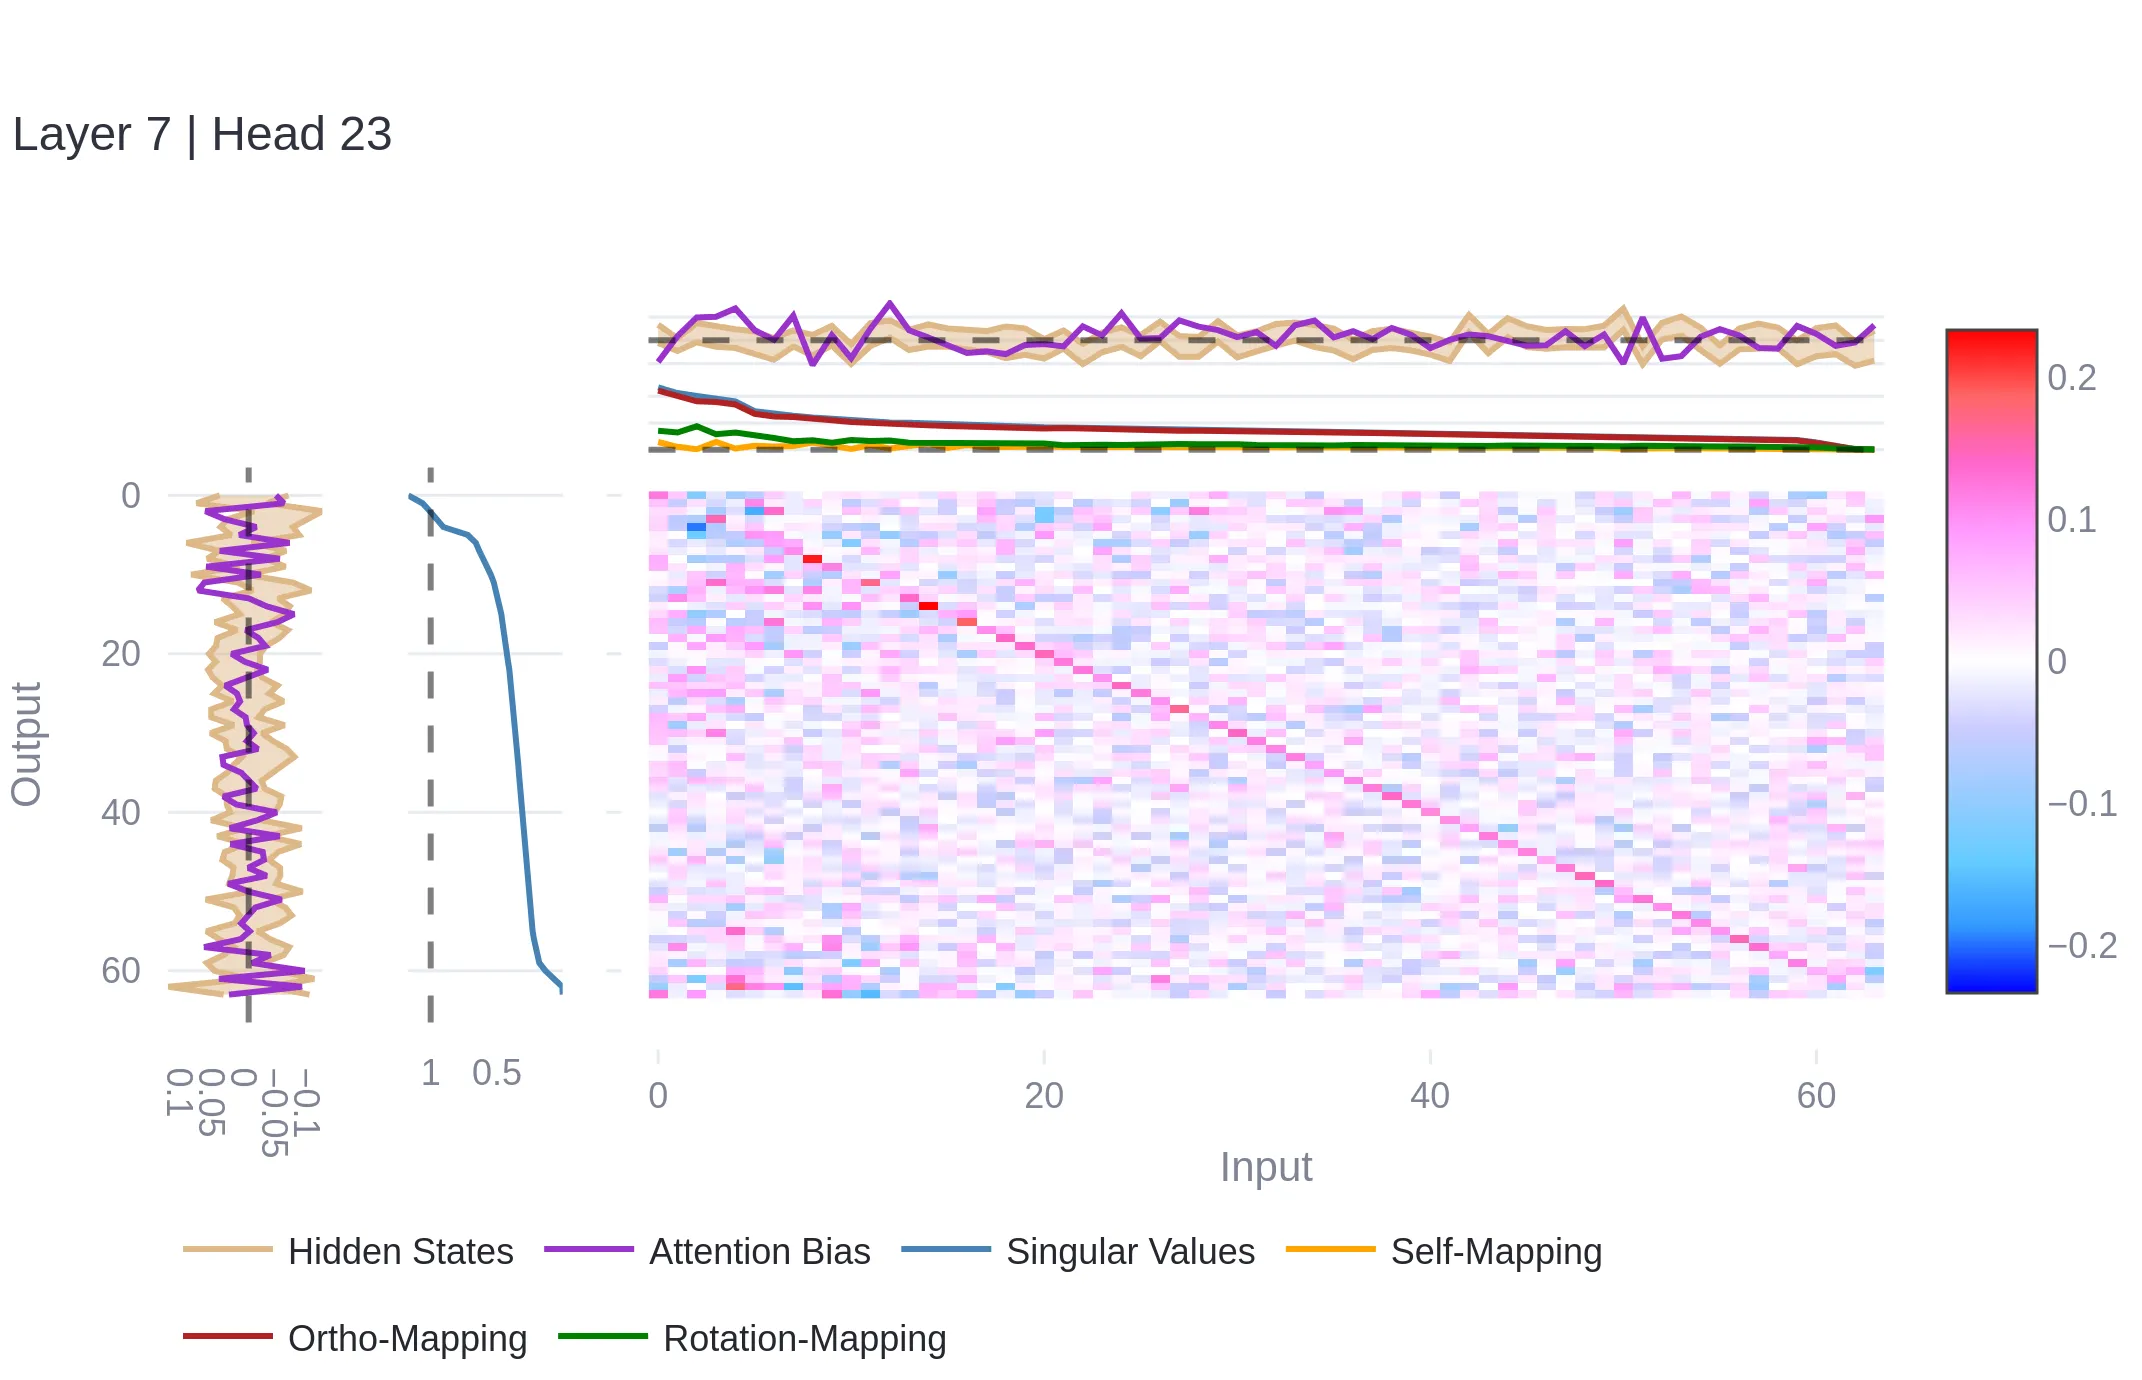 Layer 7 | Head 23
0
20
40
60
Output
0.1
0.05
0
−0.05
−0.1
1
0.5
0
20
40
60
Input
0.2
0.1
0
−0.1
−0.2
Hidden States
Attention Bias
Singular Values
Self-Mapping
Ortho-Mapping
Rotation-Mapping